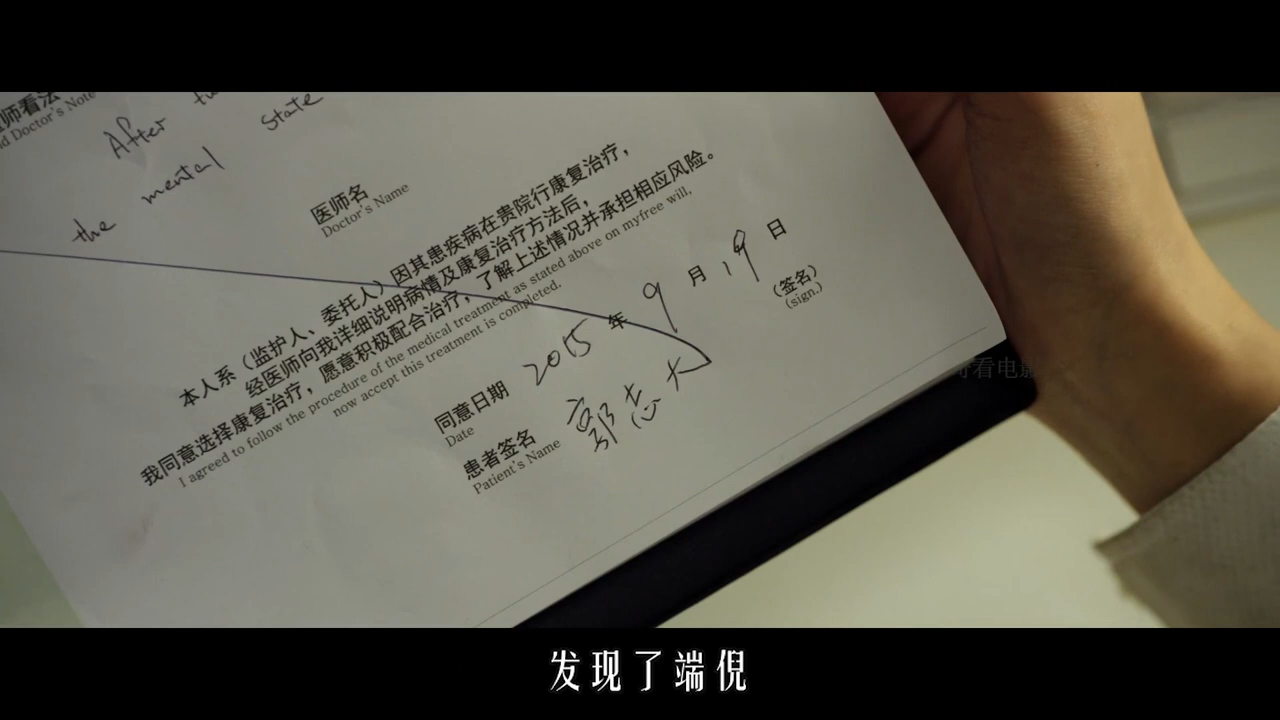 医师看法
d Doctor's Note
After
the mental state
医师名
Doctor's Name
本人系（监护人、委托人）因其患疾病在贵院行康复治疗，
经医师向我详细说明病情及康复治疗方法后，
我同意选择康复治疗，愿意积极配合治疗，了解上述情况并承担相应风险。
I agreed to follow the procedure of the medical treatment as stated above on myfree will,
now accept this treatment is completed.
同意日期 2015 年 9 月 19 日
Date
患者签名 郭志大 (签名)
Patient's Name (sign.)
看电影
发现了端倪